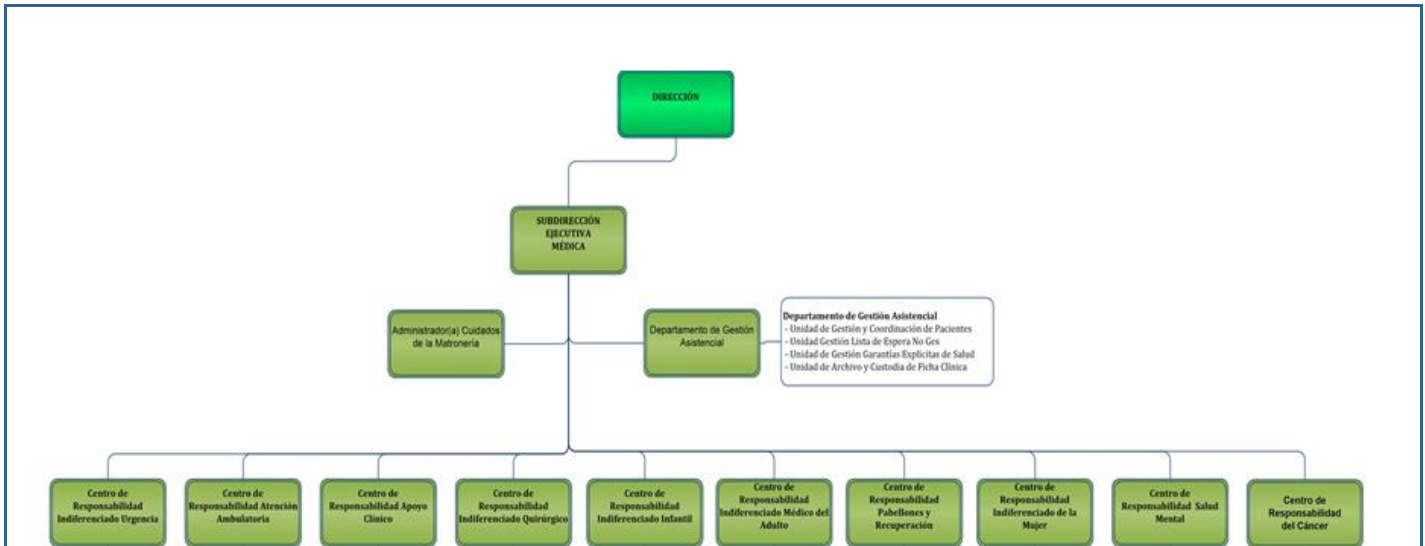 DIRECCIÓN
SUBDIRECCIÓN
EJECUTIVA
MÉDICA
Administrador(a) Cuidados
de la Matronería
Departamento de Gestión
Asistencial
Departamento de Gestión Asistencial
- Unidad de Gestión y Coordinación de Pacientes
- Unidad Gestión Lista de Espera No Ges
- Unidad de Gestión Garantías Explicitas de Salud
- Unidad de Archivo y Custodia de Ficha Clínica
Centro de
Responsabilidad
Indiferenciado Urgencia
Centro de
Responsabilidad Atención
Ambulatoria
Centro de
Responsabilidad Apoyo
Clínico
Centro de
Responsabilidad
Indiferenciado Quirúrgico
Centro de
Responsabilidad
Indiferenciado Infantil
Centro de
Responsabilidad
Indiferenciado Médico del
Adulto
Centro de
Responsabilidad
Pabellones y
Recuperación
Centro de
Responsabilidad
Indiferenciado de la
Mujer
Centro de
Responsabilidad Salud
Mental
Centro de
Responsabilidad
del Cáncer